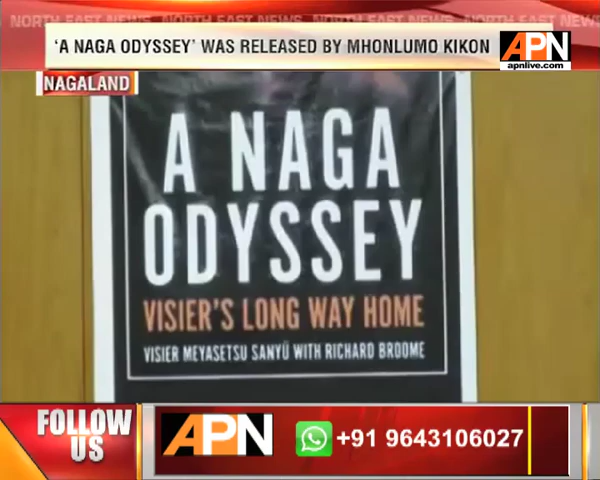 NORTH EAST NEWS NORTH EAST NEWS NORTH EAST NEWS
'A NAGA ODYSSEY' WAS RELEASED BY MHONLUMO KIKON
APN
apnlive.com
NAGALAND
A NAGA
ODYSSEY
VISIER'S LONG WAY HOME
VISIER MEYASETSU SANYÜ WITH RICHARD BROOME
FOLLOW
US
APN
+91 9643106027